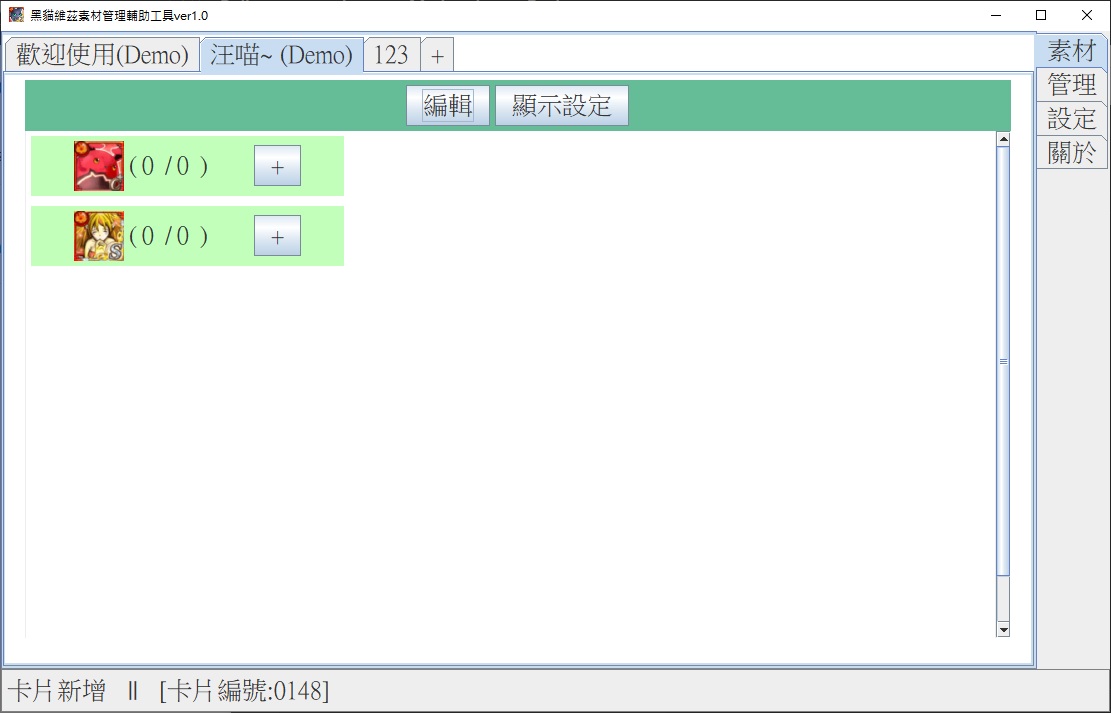 黑貓維茲素材管理輔助工具ver1.0
歡迎使用(Demo) 汪喵~ (Demo) 123 +
素材
管理
設定
關於
編輯 顯示設定
( 0 / 0 ) +
S ( 0 / 0 ) +
卡片新增 || [卡片編號:0148]